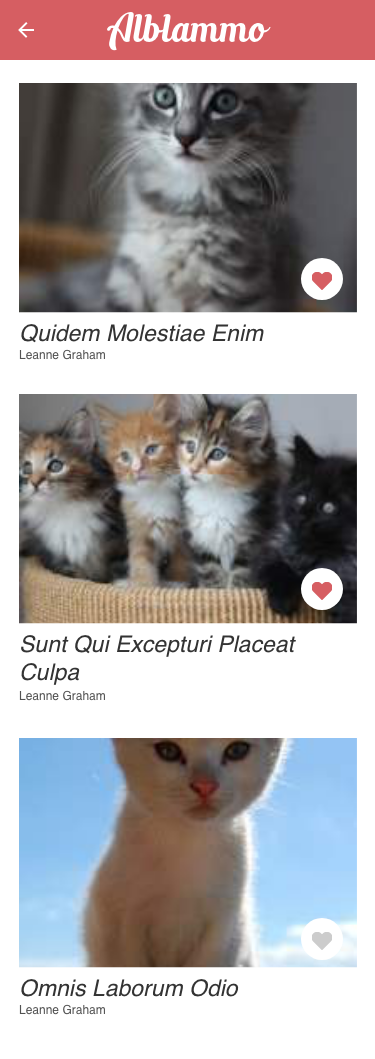 Alblammo
Quidem Molestiae Enim
Leanne Graham
Sunt Qui Excepturi Placeat
Culpa
Leanne Graham
Omnis Laborum Odio
Leanne Graham